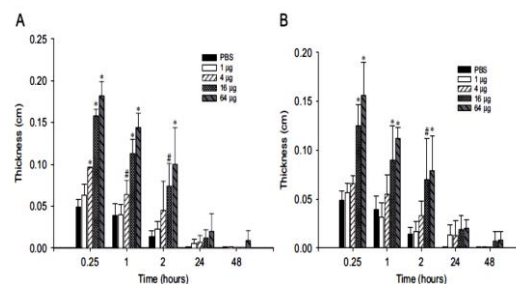 A
B
0.25
0.20
0.15
0.10
0.05
0.00
Thickness (cm)
PBS
1 µg
4 µg
16 µg
64 µg
* * * *
# * *
# *
0.25 1 2 24 48
Time (hours)
0.20
0.15
0.10
0.05
0.00
Thickness (cm)
PBS
1 µg
4 µg
16 µg
64 µg
* *
* *
# *
0.25 1 2 24 48
Time (hours)